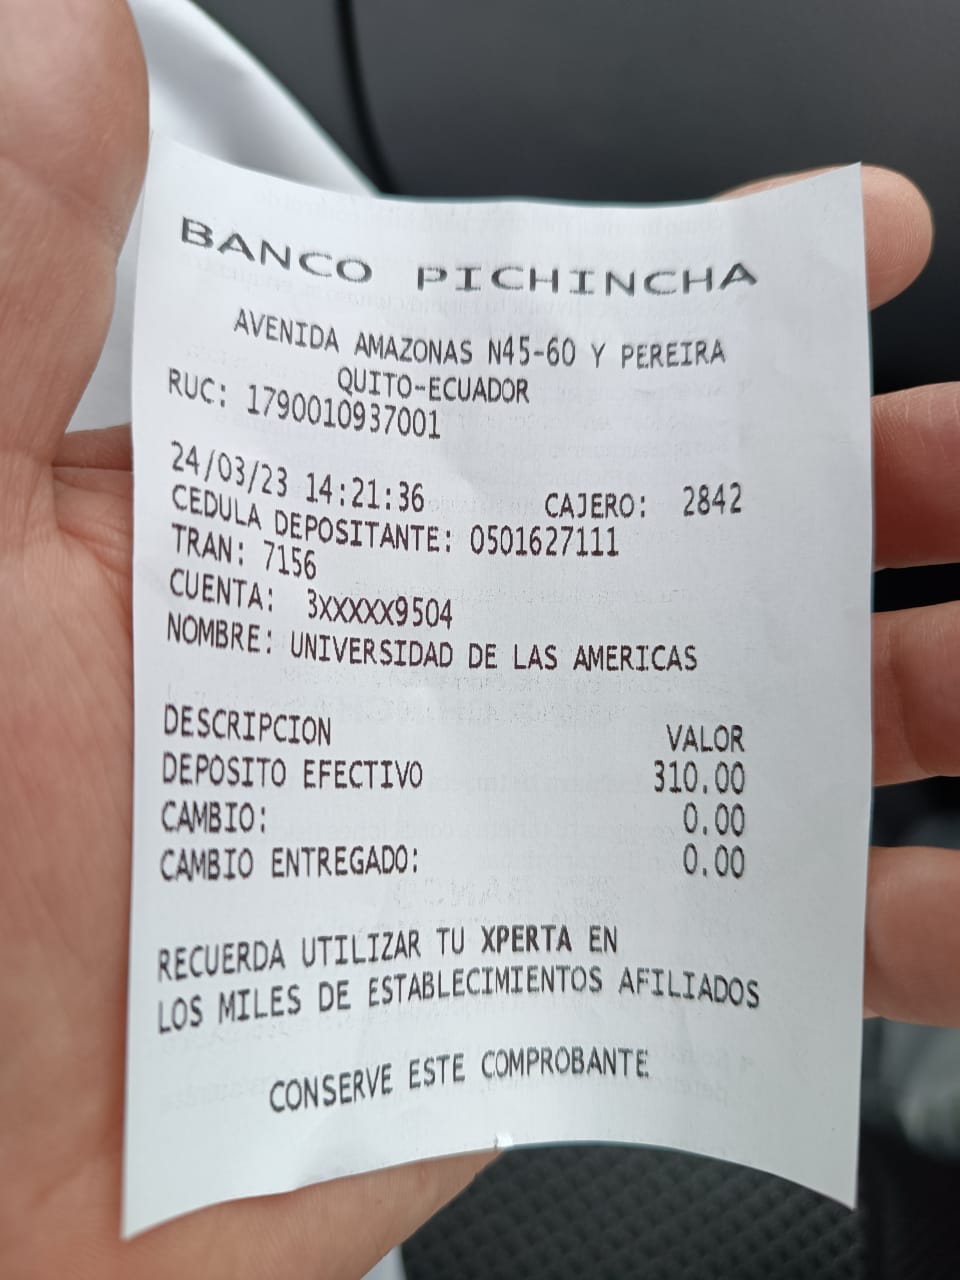 BANCO PICHINCHA
AVENIDA AMAZONAS N45-60 Y PEREIRA
QUITO-ECUADOR
RUC: 1790010937001
24/03/23 14:21:36 CAJERO: 2842
CEDULA DEPOSITANTE: 0501627111
TRAN: 7156
CUENTA: 3XXXXX9504
NOMBRE: UNIVERSIDAD DE LAS AMERICAS
DESCRIPCION VALOR
DEPOSITO EFECTIVO 310.00
CAMBIO: 0.00
CAMBIO ENTREGADO: 0.00
RECUERDA UTILIZAR TU XPERTA EN
LOS MILES DE ESTABLECIMIENTOS AFILIADOS
CONSERVE ESTE COMPROBANTE